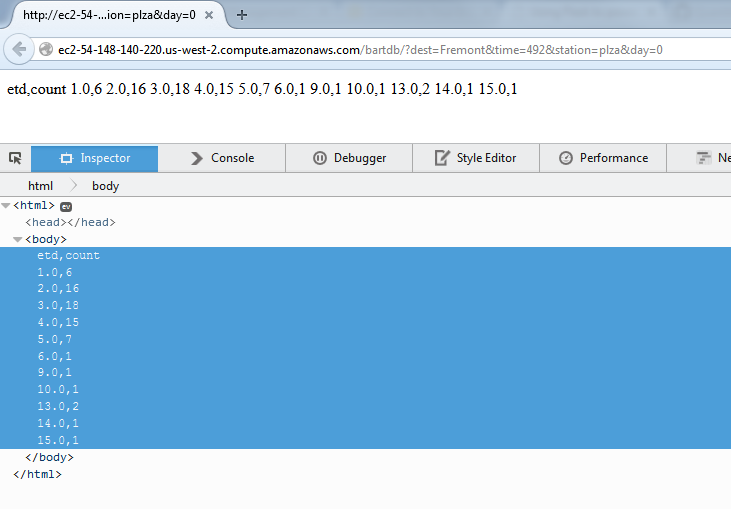 http://ec2-54-...ion=plza&day=0
ec2-54-148-140-220.us-west-2.compute.amazonaws.com/bartdb/?dest=Fremont&time=492&station=plza&day=0
etd,count 1.0,6 2.0,16 3.0,18 4.0,15 5.0,7 6.0,1 9.0,1 10.0,1 13.0,2 14.0,1 15.0,1
Inspector Console Debugger Style Editor Performance Ne
html body
<html> ev
<head></head>
<body>
etd,count
1.0,6
2.0,16
3.0,18
4.0,15
5.0,7
6.0,1
9.0,1
10.0,1
13.0,2
14.0,1
15.0,1
</body>
</html>